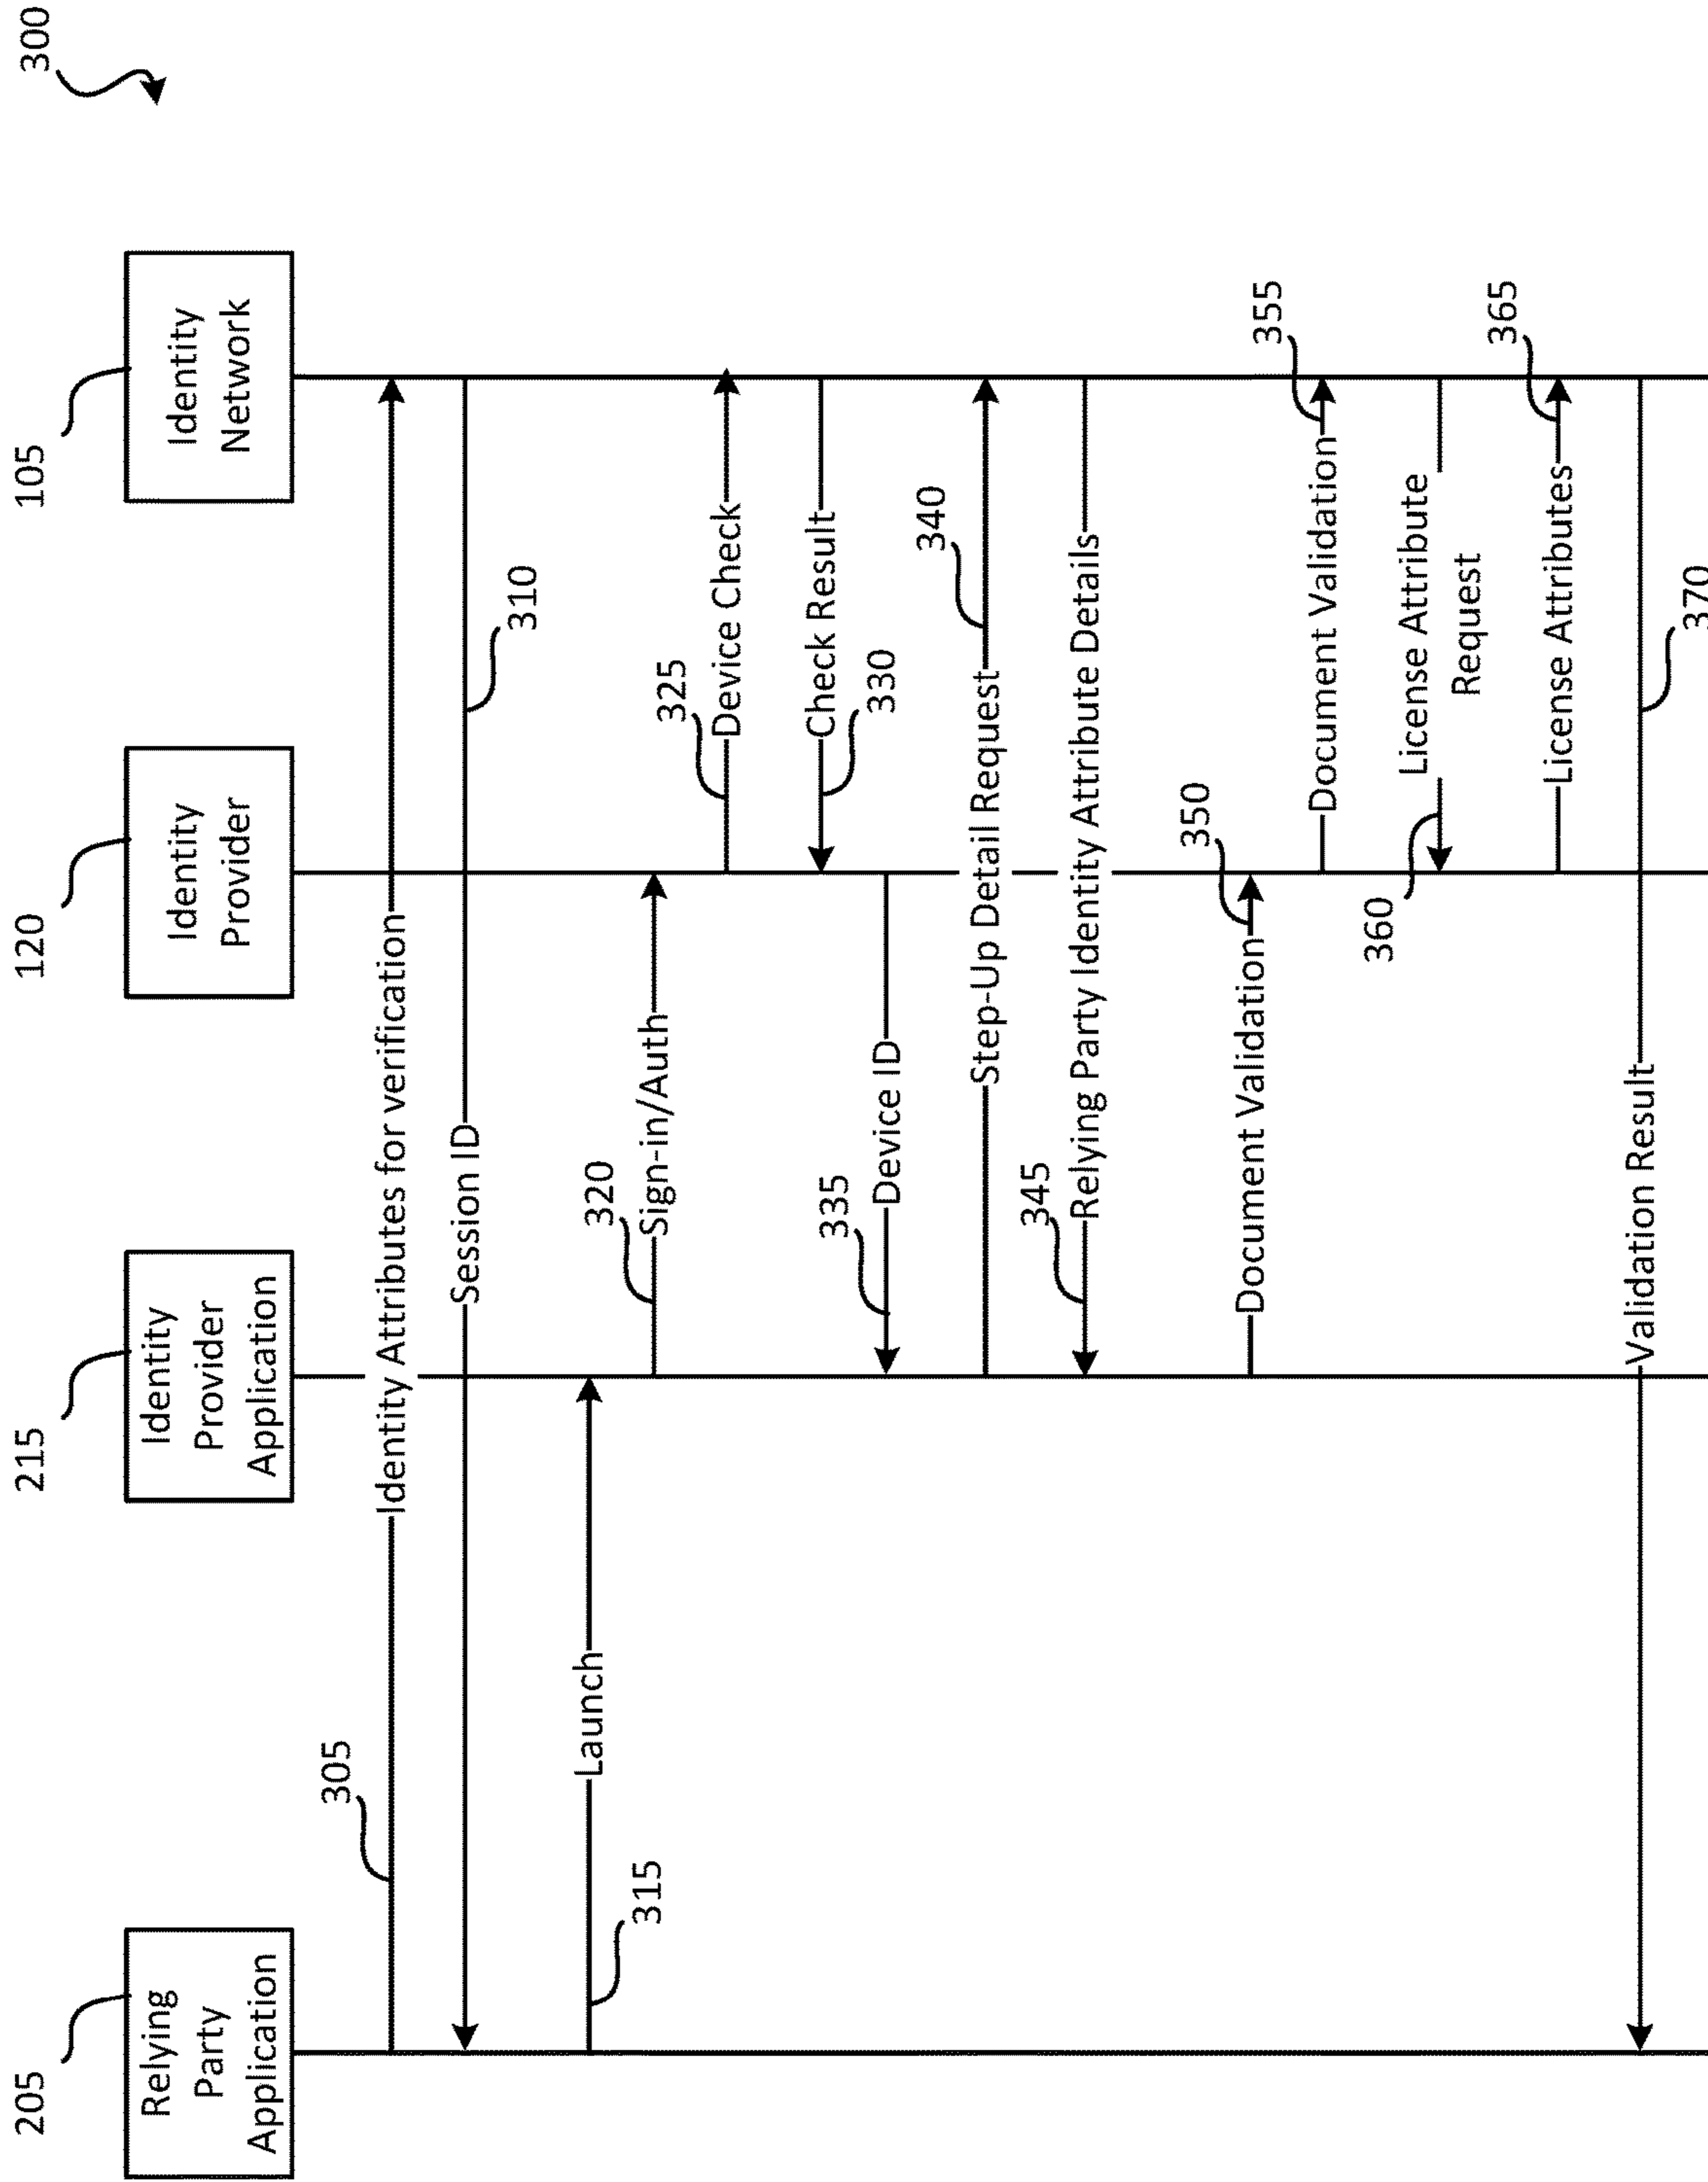 300
205
215
120
105
Relying
Party
Application
Identity
Provider
Application
Identity
Provider
Identity
Network
305
Identity Attributes for verification
Session ID
310
Launch
315
320
Sign-in/Auth
325
Device Check
Check Result
330
335
Device ID
340
Step-Up Detail Request
345
Relying Party Identity Attribute Details
350
Document Validation
355
Document Validation
License Attribute
Request
360
365
License Attributes
Validation Result
370